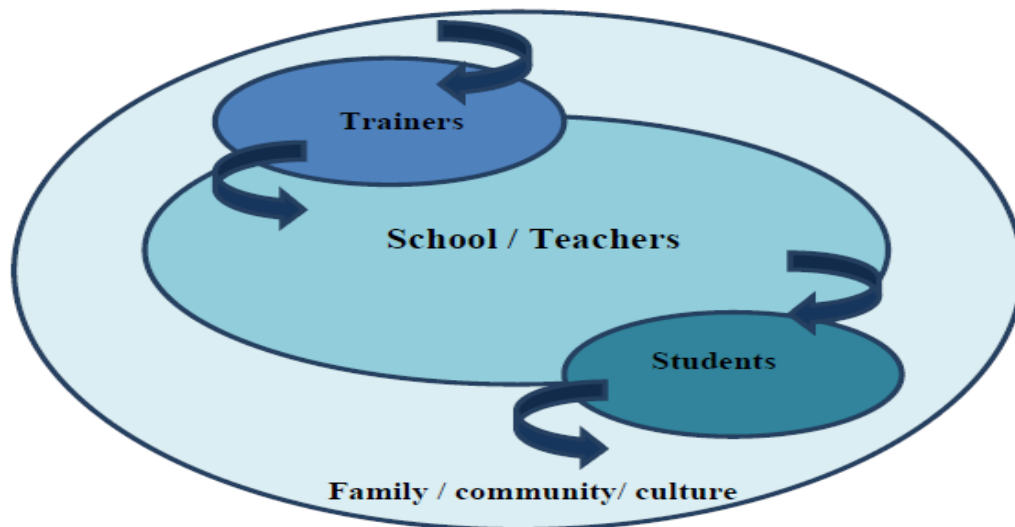 Trainers
School / Teachers
Students
Family / community/ culture